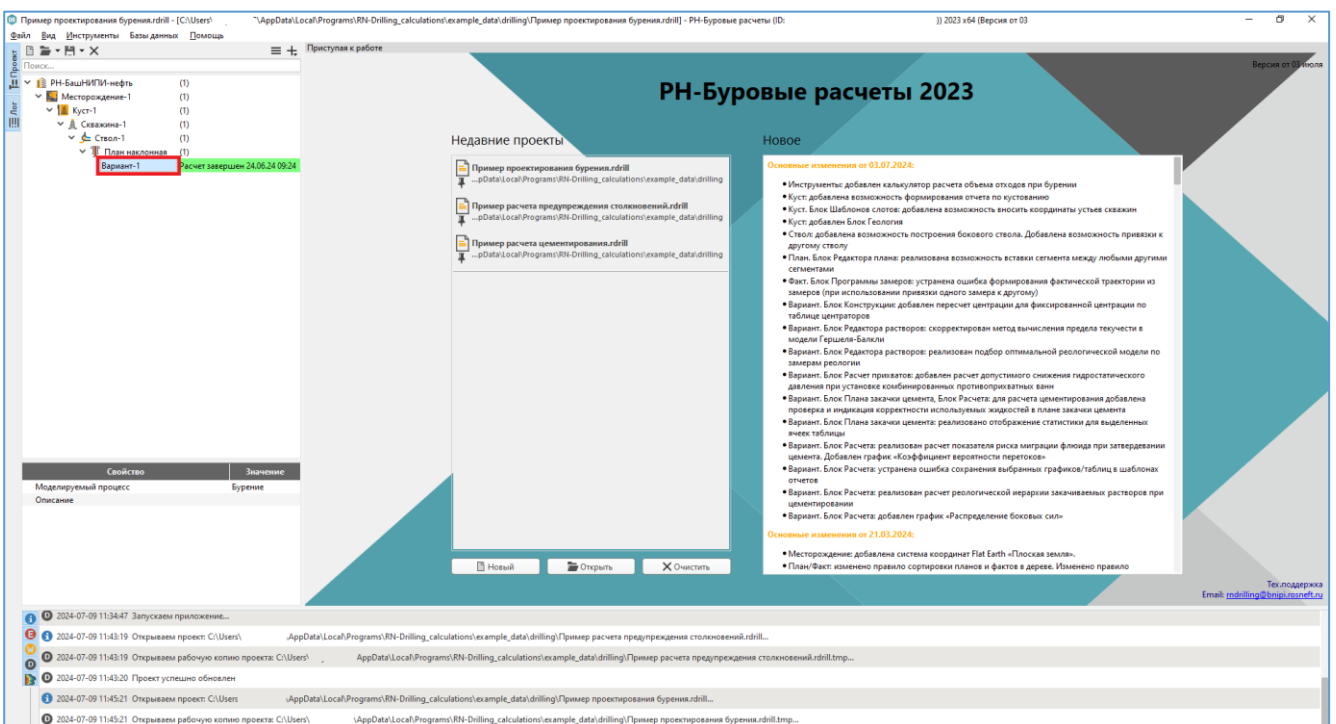 Пример проектирования бурения.rdrill - [C:\Users\ \AppData\Local\Programs\RN-Drilling_calculations\example_data\drilling\Пример проектирования бурения.rdrill] - РН-Буровые расчеты (ID: )) 2023 x64 (Версия от 03
Файл Вид Инструменты Базы данных Помощь
Проект
Лог
Поиск...
РН-БашНИПИ-нефть (1)
Месторождение-1 (1)
Куст-1 (1)
Скважина-1 (1)
Ствол-1 (1)
План наклонная (1)
Вариант-1 Расчет завершен 24.06.24 09:24
Свойство Значение
Моделируемый процесс Бурение
Описание
Приступая к работе
Версия от 03 июля
РН-Буровые расчеты 2023
Недавние проекты
Пример проектирования бурения.rdrill
...pData\Local\Programs\RN-Drilling_calculations\example_data\drilling
Пример расчета предупреждения столкновений.rdrill
...pData\Local\Programs\RN-Drilling_calculations\example_data\drilling
Пример расчета цементирования.rdrill
...pData\Local\Programs\RN-Drilling_calculations\example_data\drilling
Новый Открыть Очистить
Новое
Основные изменения от 03.07.2024:
• Инструменты: добавлен калькулятор расчета объема отходов при бурении
• Куст: добавлена возможность формирования отчета по кустованию
• Куст. Блок Шаблонов слотов: добавлена возможность вносить координаты устьев скважин
• Куст: добавлен Блок Геология
• Ствол: добавлена возможность построения бокового ствола. Добавлена возможность привязки к
другому стволу
• План. Блок Редактора плана: реализована возможность вставки сегмента между любыми другими
сегментами
• Факт. Блок Программы замеров: устранена ошибка формирования фактической траектории из
замеров (при использовании привязки одного замера к другому)
• Вариант. Блок Конструкции: добавлен пересчет центрации для фиксированной центрации по
таблице центраторов
• Вариант. Блок Редактора растворов: скорректирован метод вычисления предела текучести в
модели Гершеля-Балкли
• Вариант. Блок Редактора растворов: реализован подбор оптимальной реологической модели по
замерам реологии
• Вариант. Блок Расчет прихватов: добавлен расчет допустимого снижения гидростатического
давления при установке комбинированных противоприхватных ванн
• Вариант. Блок Плана закачки цемента, Блок Расчета: для расчета цементирования добавлена
проверка и индикация корректности используемых жидкостей в плане закачки цемента
• Вариант. Блок Плана закачки цемента: реализовано отображение статистики для выделенных
ячеек таблицы
• Вариант. Блок Расчета: реализован расчет показателя риска миграции флюида при затвердевании
цемента. Добавлен график «Коэффициент вероятности перетоков»
• Вариант. Блок Расчета: устранена ошибка сохранения выбранных графиков/таблиц в шаблонах
отчетов
• Вариант. Блок Расчета: реализован расчет реологической иерархии закачиваемых растворов при
цементировании
• Вариант. Блок Расчета: добавлен график «Распределение боковых сил»
Основные изменения от 21.03.2024:
• Месторождение: добавлена система координат Flat Earth «Плоская земля».
• План/Факт: изменено правило сортировки планов и фактов в дереве. Изменено правило
Тех.поддержка
Email: rndrilling@bnipi.rosneft.ru
2024-07-09 11:34:47 Запускаем приложение...
2024-07-09 11:43:19 Открываем проект: C:\Users\ .AppData\Local\Programs\RN-Drilling_calculations\example_data\drilling\Пример расчета предупреждения столкновений.rdrill...
2024-07-09 11:43:19 Открываем рабочую копию проекта: C:\Users\ AppData\Local\Programs\RN-Drilling_calculations\example_data\drilling\Пример расчета предупреждения столкновений.rdrill.tmp...
2024-07-09 11:43:20 Проект успешно обновлен
2024-07-09 11:45:21 Открываем проект: C:\Users \AppData\Local\Programs\RN-Drilling_calculations\example_data\drilling\Пример проектирования бурения.rdrill...
2024-07-09 11:45:21 Открываем рабочую копию проекта: C:\Users\ \AppData\Local\Programs\RN-Drilling_calculations\example_data\drilling\Пример проектирования бурения.rdrill.tmp...